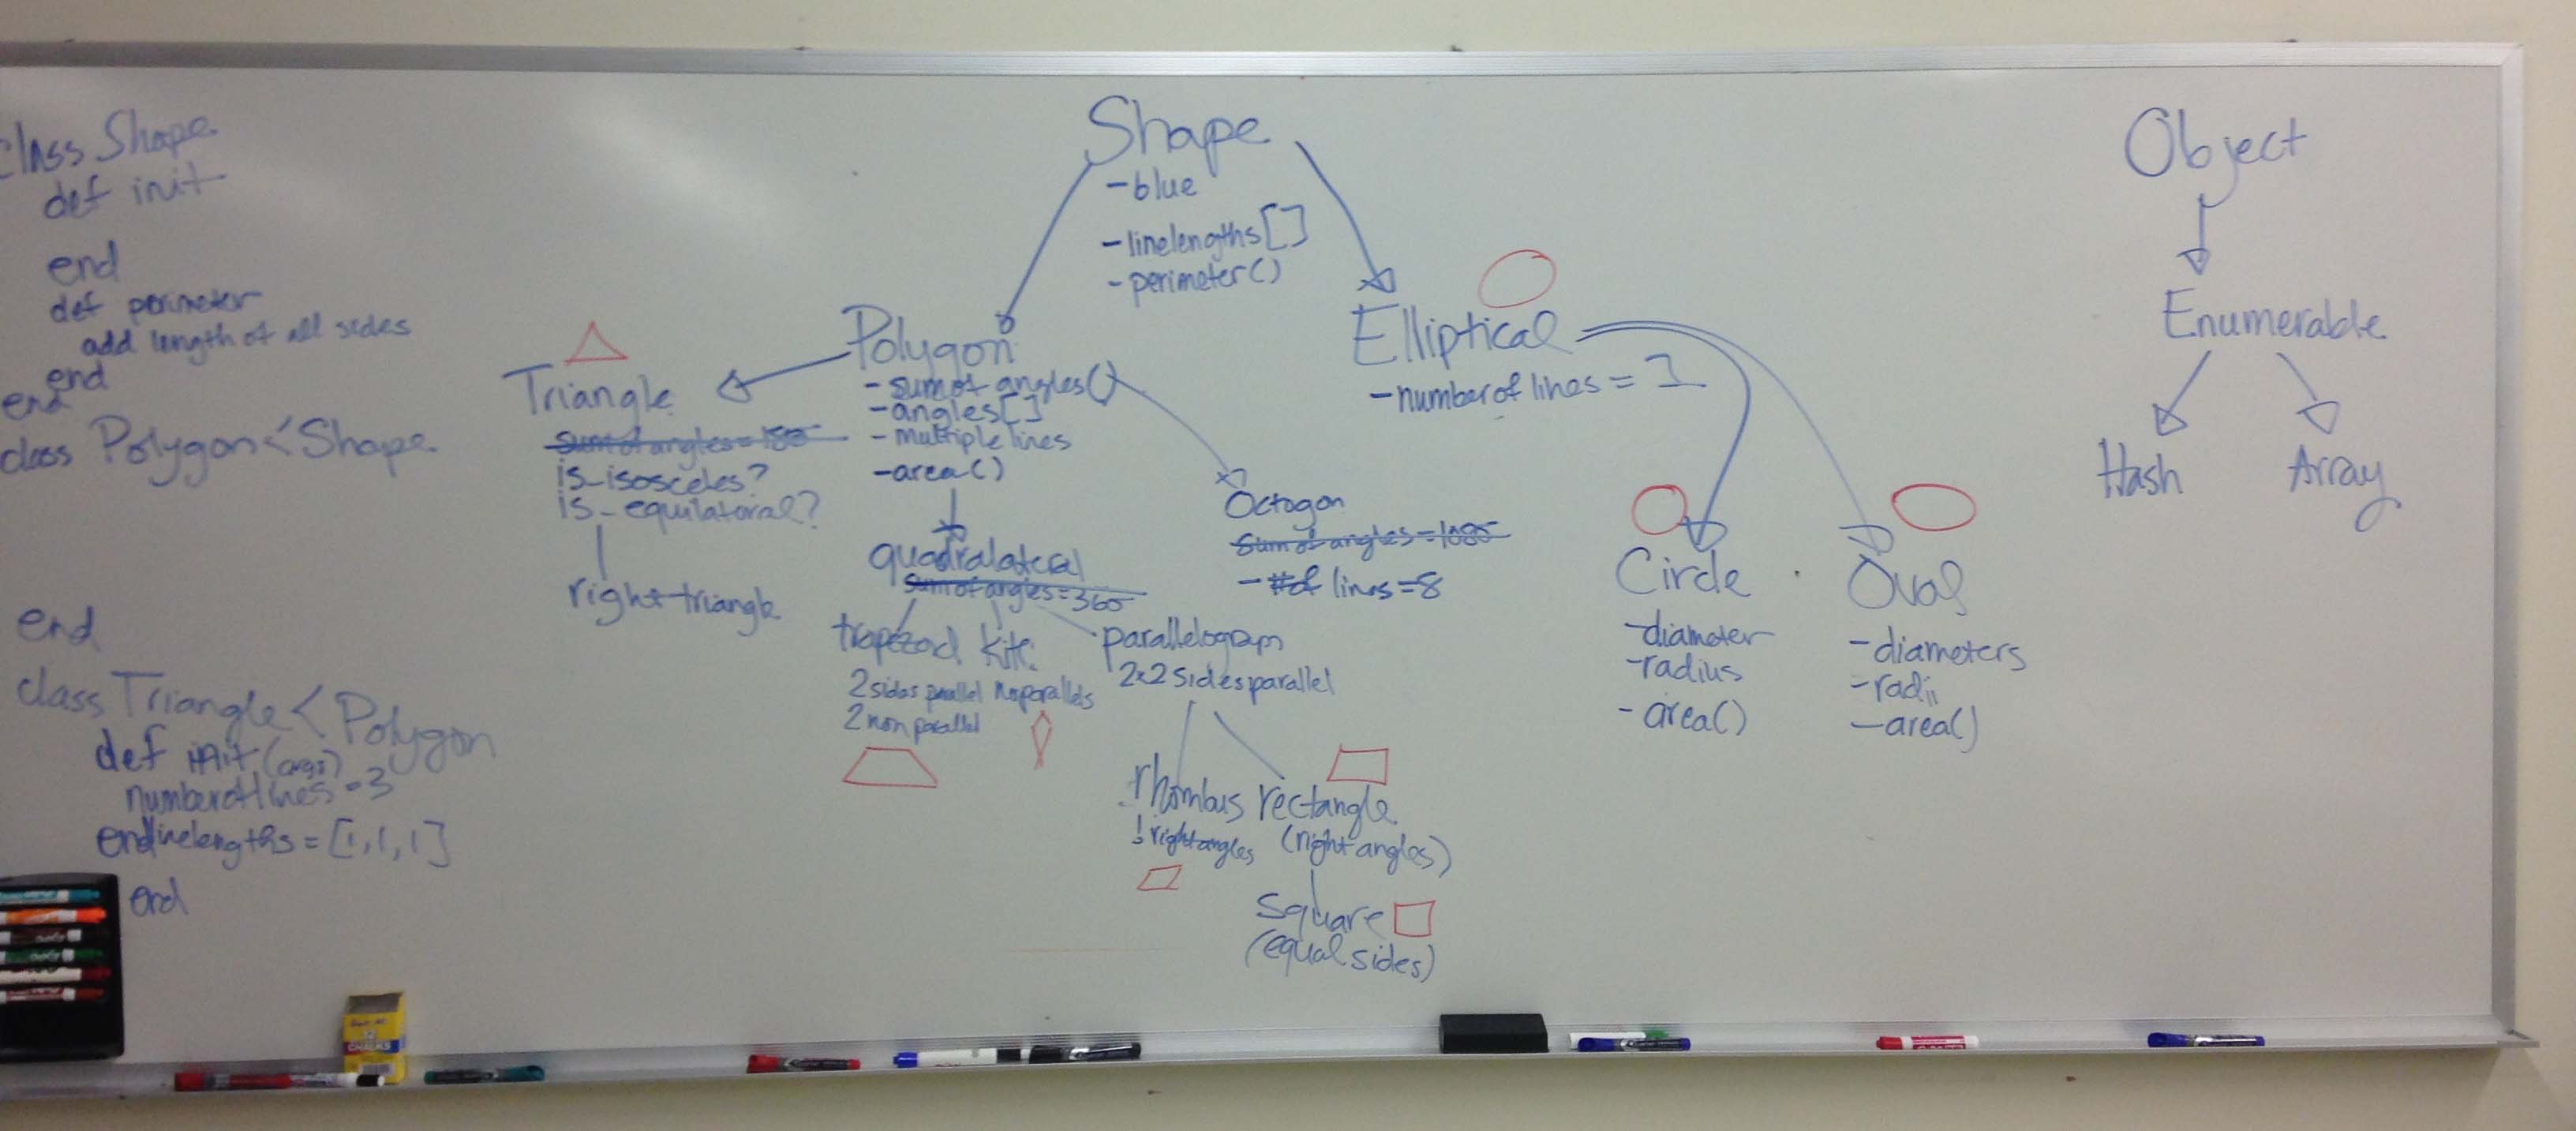 class Shape
def init
end
def perimeter
add length of all sides
end
end
class Polygon < Shape
end
class Triangle < Polygon
def init (args)
numberoflines = 3
end linelengths = [1, 1, 1]
end
Shape
- blue
- linelengths []
- perimeter ()
Polygon
- sum of angles ()
- angles []
- multiple lines
- area ()
Triangle
sum of angles = 180
is_isosceles?
is_equilatoral?
right triangle
quadralateral
sum of angles = 360
trapezoid
2 sides parallel
2 non parallel
kite
no parallels
parallelogram
2x2 sides parallel
rhombus
! right angles
rectangle
(right angles)
square
(equal sides)
Octogon
sum of angles = 1085
- # of lines = 8
Elliptical
- number of lines = 1
Circle
- diameter
- radius
- area ()
Oval
- diameters
- radii
- area ()
Object
Enumerable
Hash
Array
CHALKS